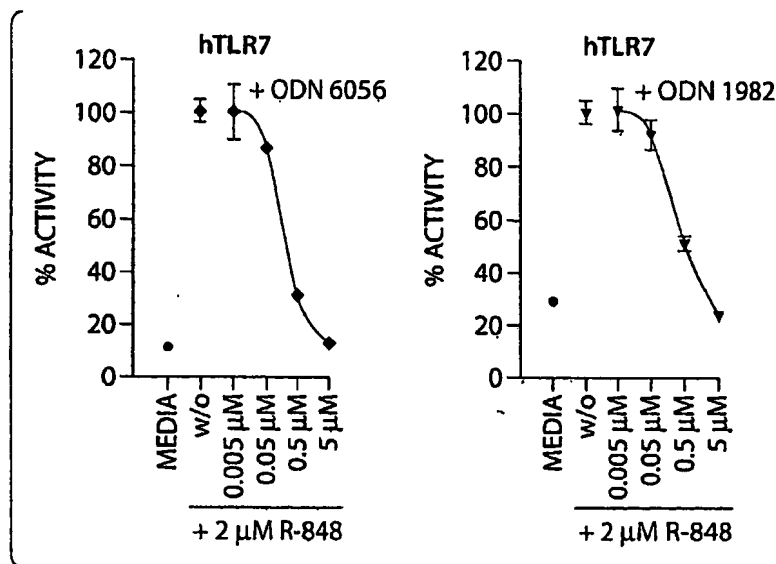 hTLR7
+ ODN 6056
% ACTIVITY
120
100
80
60
40
20
0
MEDIA
w/o
0.005 µM
0.05 µM
0.5 µM
5 µM
+ 2 µM R-848
hTLR7
+ ODN 1982
% ACTIVITY
120
100
80
60
40
20
0
MEDIA
w/o
0.005 µM
0.05 µM
0.5 µM
5 µM
+ 2 µM R-848